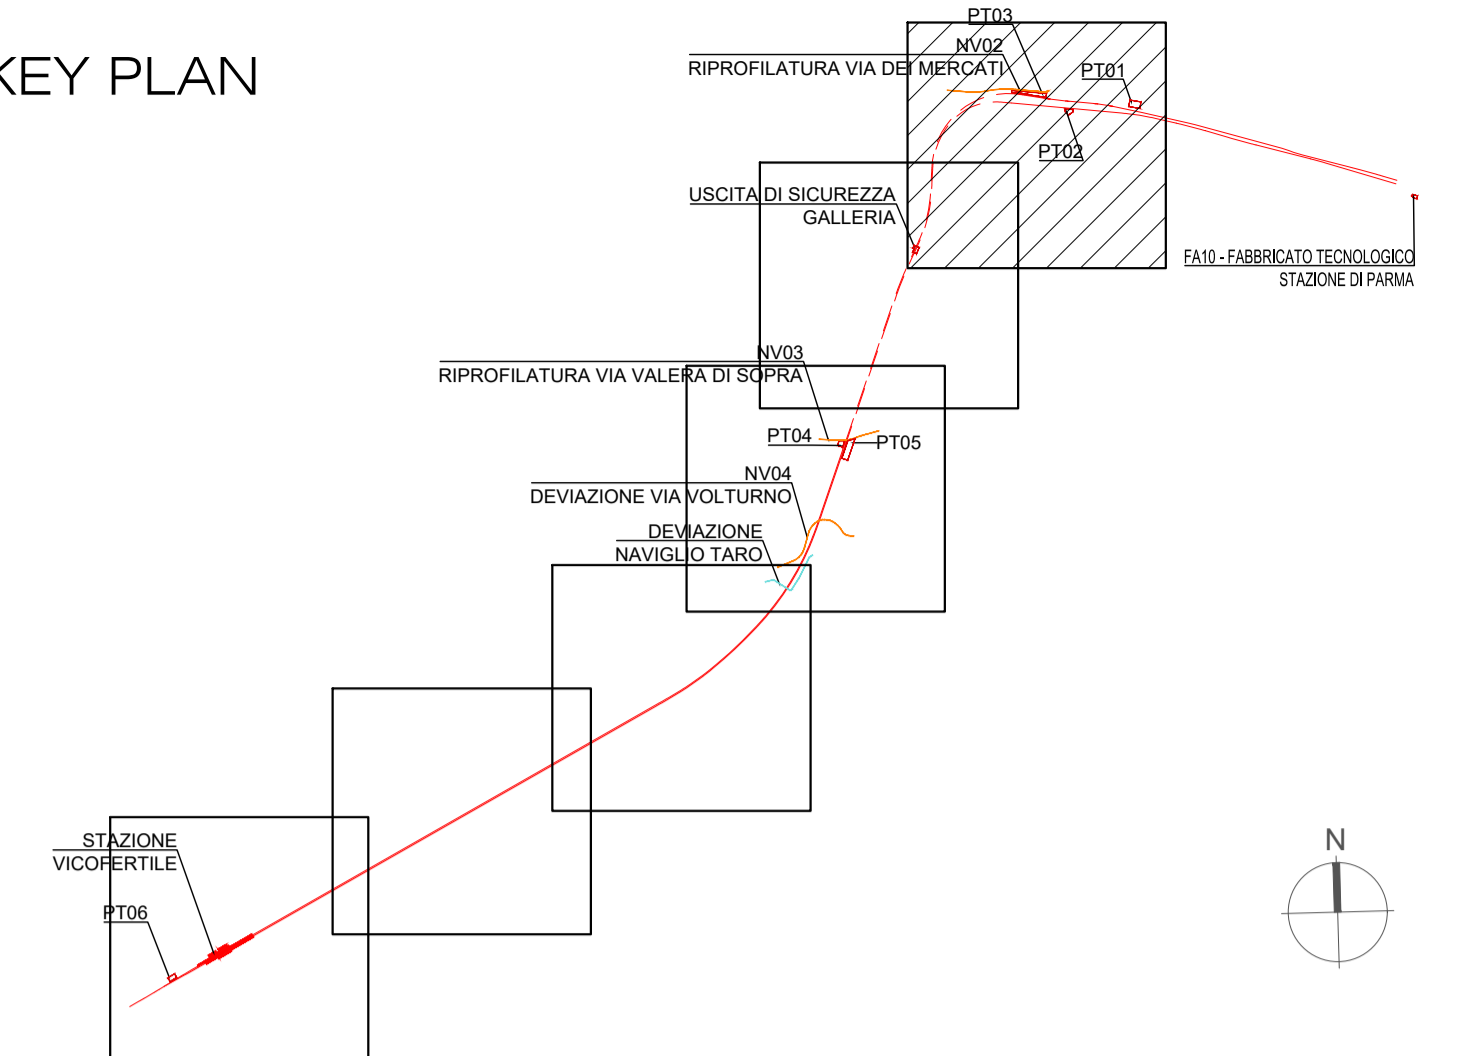 KEY PLAN
PT03
NV02
RIPROFILATURA VIA DEI MERCATI
PT01
PT02
USCITA DI SICUREZZA
GALLERIA
FA10 - FABBRICATO TECNOLOGICO
STAZIONE DI PARMA
NV03
RIPROFILATURA VIA VALERA DI SOPRA
PT04
PT05
NV04
DEVIAZIONE VIA VOLTURNO
DEVIAZIONE
NAVIGLIO TARO
STAZIONE
VICOFERTILE
PT06
N